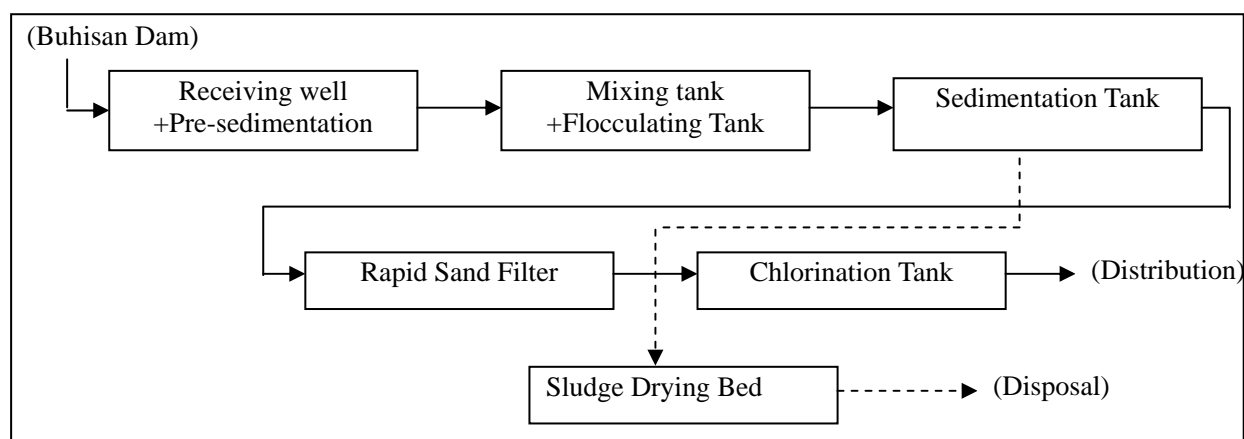 (Buhisan Dam)
Receiving well
+Pre-sedimentation
Mixing tank
+Flocculating Tank
Sedimentation Tank
Rapid Sand Filter
Chlorination Tank
(Distribution)
Sludge Drying Bed
(Disposal)